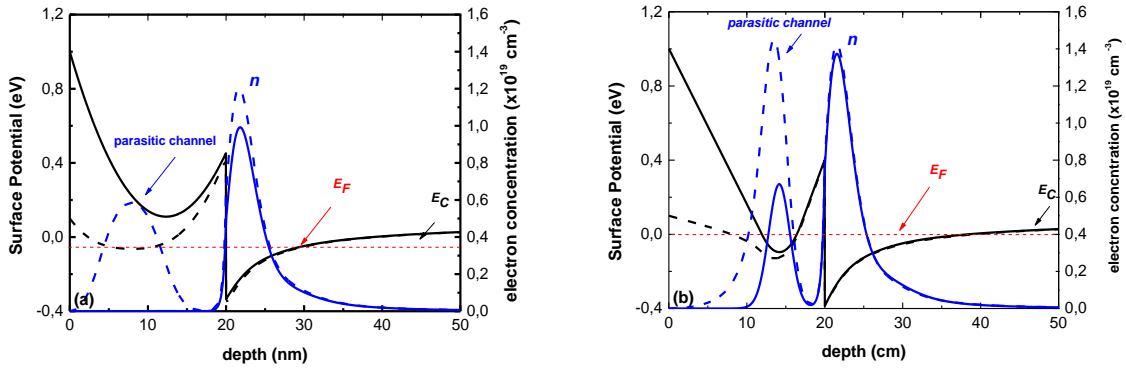 1,2
0,8
0,4
0,0
-0,4
Surface Potential (eV)
parasitic channel
n
E_F
E_C
(a)
0 10 20 30 40 50
depth (nm)
1,6
1,4
1,2
1,0
0,8
0,6
0,4
0,2
0,0
electron concentration (x10^19 cm-3)
1,2
0,8
0,4
0,0
-0,4
Surface Potential (eV)
parasitic channel
n
E_F
E_C
(b)
0 10 20 30 40 50
depth (cm)
1,6
1,4
1,2
1,0
0,8
0,6
0,4
0,2
0,0
electron concentration (x10^19 cm^-3)